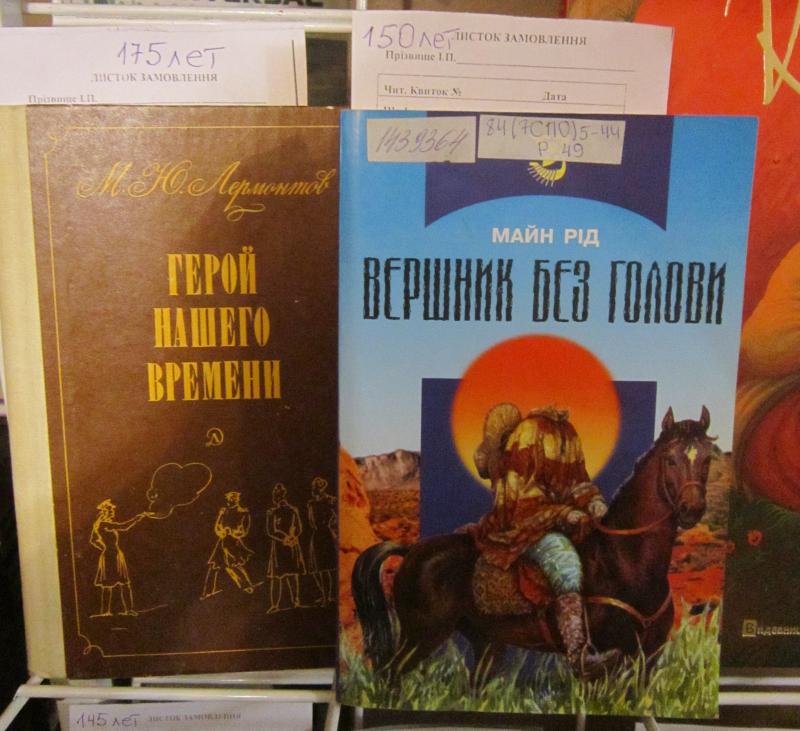 175 лет
ЛИСТОК ЗАМОВЛЕННЯ
Прізвище І.П.
150 лет
ЛИСТОК ЗАМОВЛЕННЯ
Прізвище І.П.
Чит. Квиток № Дата
М. Ю. Лермонтов
ГЕРОЙ
НАШЕГО
ВРЕМЕНИ
1439364
84(7СПО)5-44
Р 49
МАЙН РІД
ВЕРШНИК БЕЗ ГОЛОВИ
145 лет
ЛИСТОК ЗАМОВЛЕННЯ